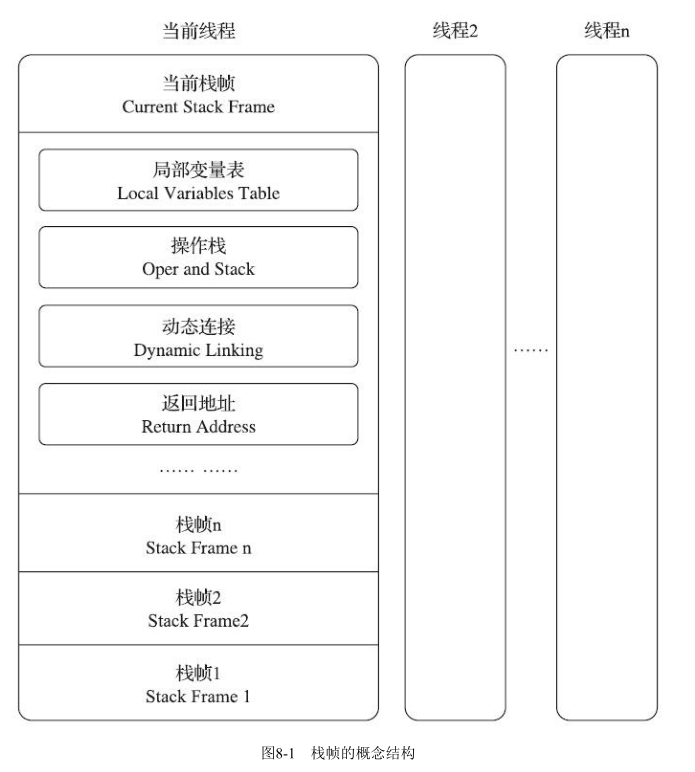 当前线程
线程2
线程n
当前栈帧
Current Stack Frame
局部变量表
Local Variables Table
操作栈
Oper and Stack
动态连接
Dynamic Linking
……
返回地址
Return Address
…… ……
栈帧n
Stack Frame n
栈帧2
Stack Frame2
栈帧1
Stack Frame 1
图8-1 栈帧的概念结构